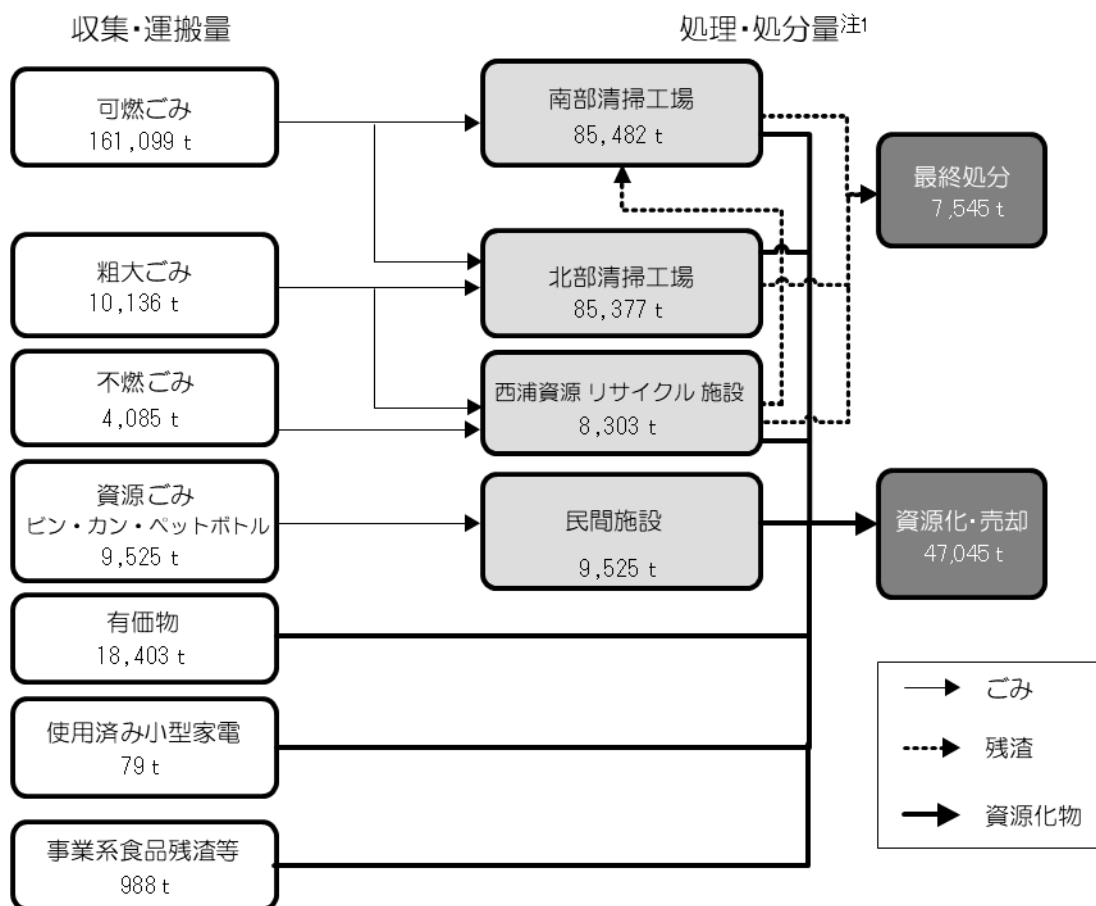 収集・運搬量
処理・処分量注1
可燃ごみ
161,099 t
粗大ごみ
10,136 t
不燃ごみ
4,085 t
資源ごみ
ビン・カン・ペットボトル
9,525 t
有価物
18,403 t
使用済み小型家電
79 t
事業系食品残渣等
988 t
南部清掃工場
85,482 t
北部清掃工場
85,377 t
西浦資源 リサイクル 施設
8,303 t
民間施設
9,525 t
最終処分
7,545 t
資源化・売却
47,045 t
ごみ
残渣
資源化物